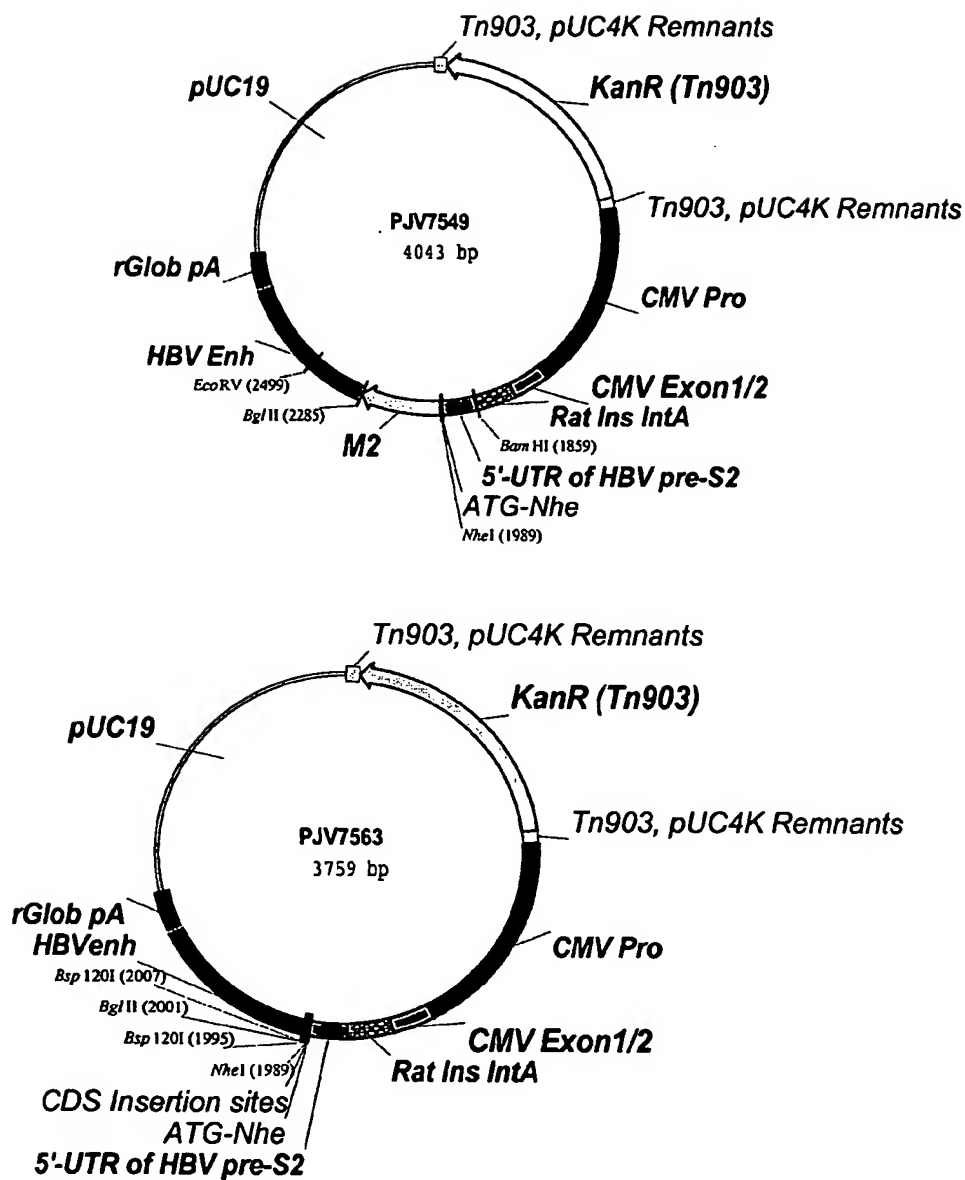 Tn903, pUC4K Remnants
KanR (Tn903)
pUC19
Tn903, pUC4K Remnants
PJV7549
4043 bp
rGlob pA
CMV Pro
HBV Enh
EcoRV (2499)
CMV Exon1/2
BglII (2285)
Rat Ins IntA
M2
Bam HI (1859)
5'-UTR of HBV pre-S2
ATG-Nhe
NheI (1989)
Tn903, pUC4K Remnants
KanR (Tn903)
pUC19
Tn903, pUC4K Remnants
PJV7563
3759 bp
rGlob pA
HBVenh
CMV Pro
Bsp120I (2007)
BglII (2001)
Bsp120I (1995)
CMV Exon1/2
NheI (1989)
Rat Ins IntA
CDS Insertion sites
ATG-Nhe
5'-UTR of HBV pre-S2